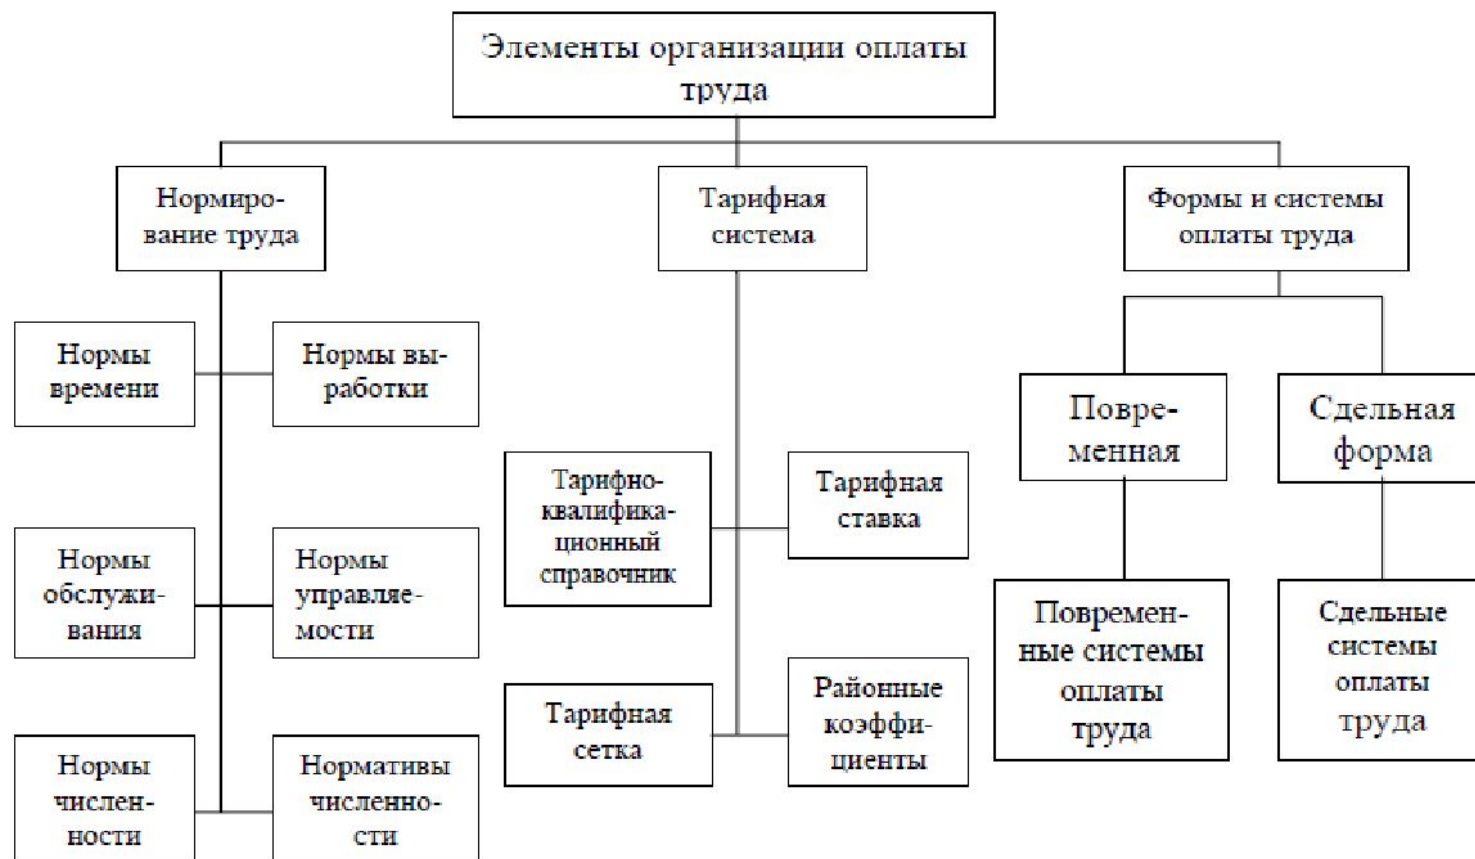 Элементы организации оплаты
труда
Нормиро-
вание труда
Тарифная
система
Формы и системы
оплаты труда
Нормы
времени
Нормы вы-
работки
Нормы
обслужи-
вания
Нормы
управляе-
мости
Нормы
числен-
ности
Нормативы
численно-
сти
Тарифно-
квалифика-
ционный
справочник
Тарифная
ставка
Тарифная
сетка
Районные
коэффи-
циенты
Повре-
менная
Сдельная
форма
Повремен-
ные системы
оплаты
труда
Сдельные
системы
оплаты
труда